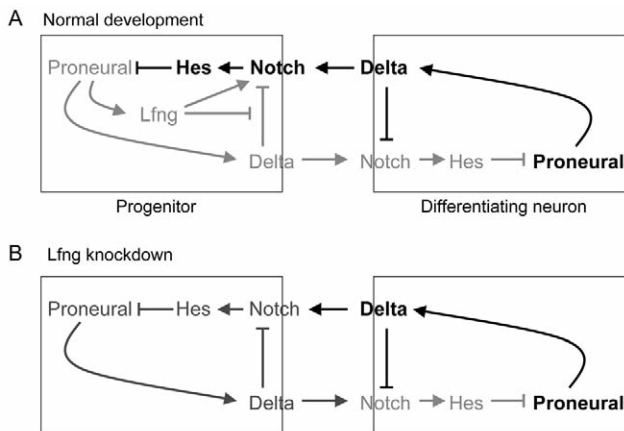 A Normal development
Proneural Hes Notch Delta
Lfng
Delta Notch Hes Proneural
Progenitor Differentiating neuron
B Lfng knockdown
Proneural Hes Notch Delta
Delta Notch Hes Proneural